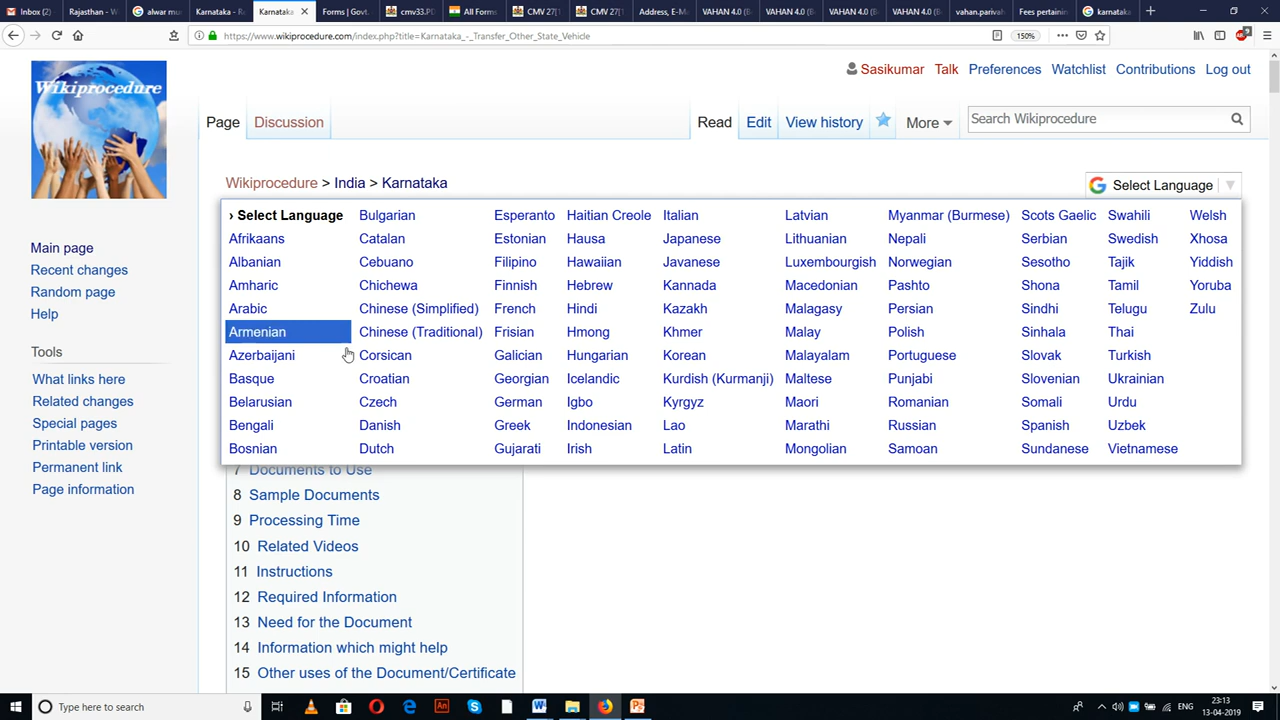 Inbox (2)
Rajasthan - W
alwar mu
Karnataka - Re
Karnataka
Forms | Govt.
cmv33.PD
All Forms
CMV 27[1
CMV 27[1
Address, E-M
VAHAN 4.0 (B
VAHAN 4.0 (B
VAHAN 4.0 (B
VAHAN 4.0 (B
vahan.parivah
Fees pertainin
karnataka
https://www.wikiprocedure.com/index.php?title=Karnataka_-_Transfer_Other_State_Vehicle
150%
Wikiprocedure
Sasikumar Talk Preferences Watchlist Contributions Log out
Page Discussion Read Edit View history More Search Wikiprocedure
Wikiprocedure > India > Karnataka
Select Language
› Select Language Bulgarian Esperanto Haitian Creole Italian Latvian Myanmar (Burmese) Scots Gaelic Swahili Welsh
Afrikaans Catalan Estonian Hausa Japanese Lithuanian Nepali Serbian Swedish Xhosa
Albanian Cebuano Filipino Hawaiian Javanese Luxembourgish Norwegian Sesotho Tajik Yiddish
Amharic Chichewa Finnish Hebrew Kannada Macedonian Pashto Shona Tamil Yoruba
Arabic Chinese (Simplified) French Hindi Kazakh Malagasy Persian Sindhi Telugu Zulu
Armenian Chinese (Traditional) Frisian Hmong Khmer Malay Polish Sinhala Thai
Azerbaijani Corsican Galician Hungarian Korean Malayalam Portuguese Slovak Turkish
Basque Croatian Georgian Icelandic Kurdish (Kurmanji) Maltese Punjabi Slovenian Ukrainian
Belarusian Czech German Igbo Kyrgyz Maori Romanian Somali Urdu
Bengali Danish Greek Indonesian Lao Marathi Russian Spanish Uzbek
Bosnian Dutch Gujarati Irish Latin Mongolian Samoan Sundanese Vietnamese
Main page
Recent changes
Random page
Help
Tools
What links here
Related changes
Special pages
Printable version
Permanent link
Page information
7 Documents to Use
8 Sample Documents
9 Processing Time
10 Related Videos
11 Instructions
12 Required Information
13 Need for the Document
14 Information which might help
15 Other uses of the Document/Certificate
Type here to search
ENG
23:13
13-04-2019